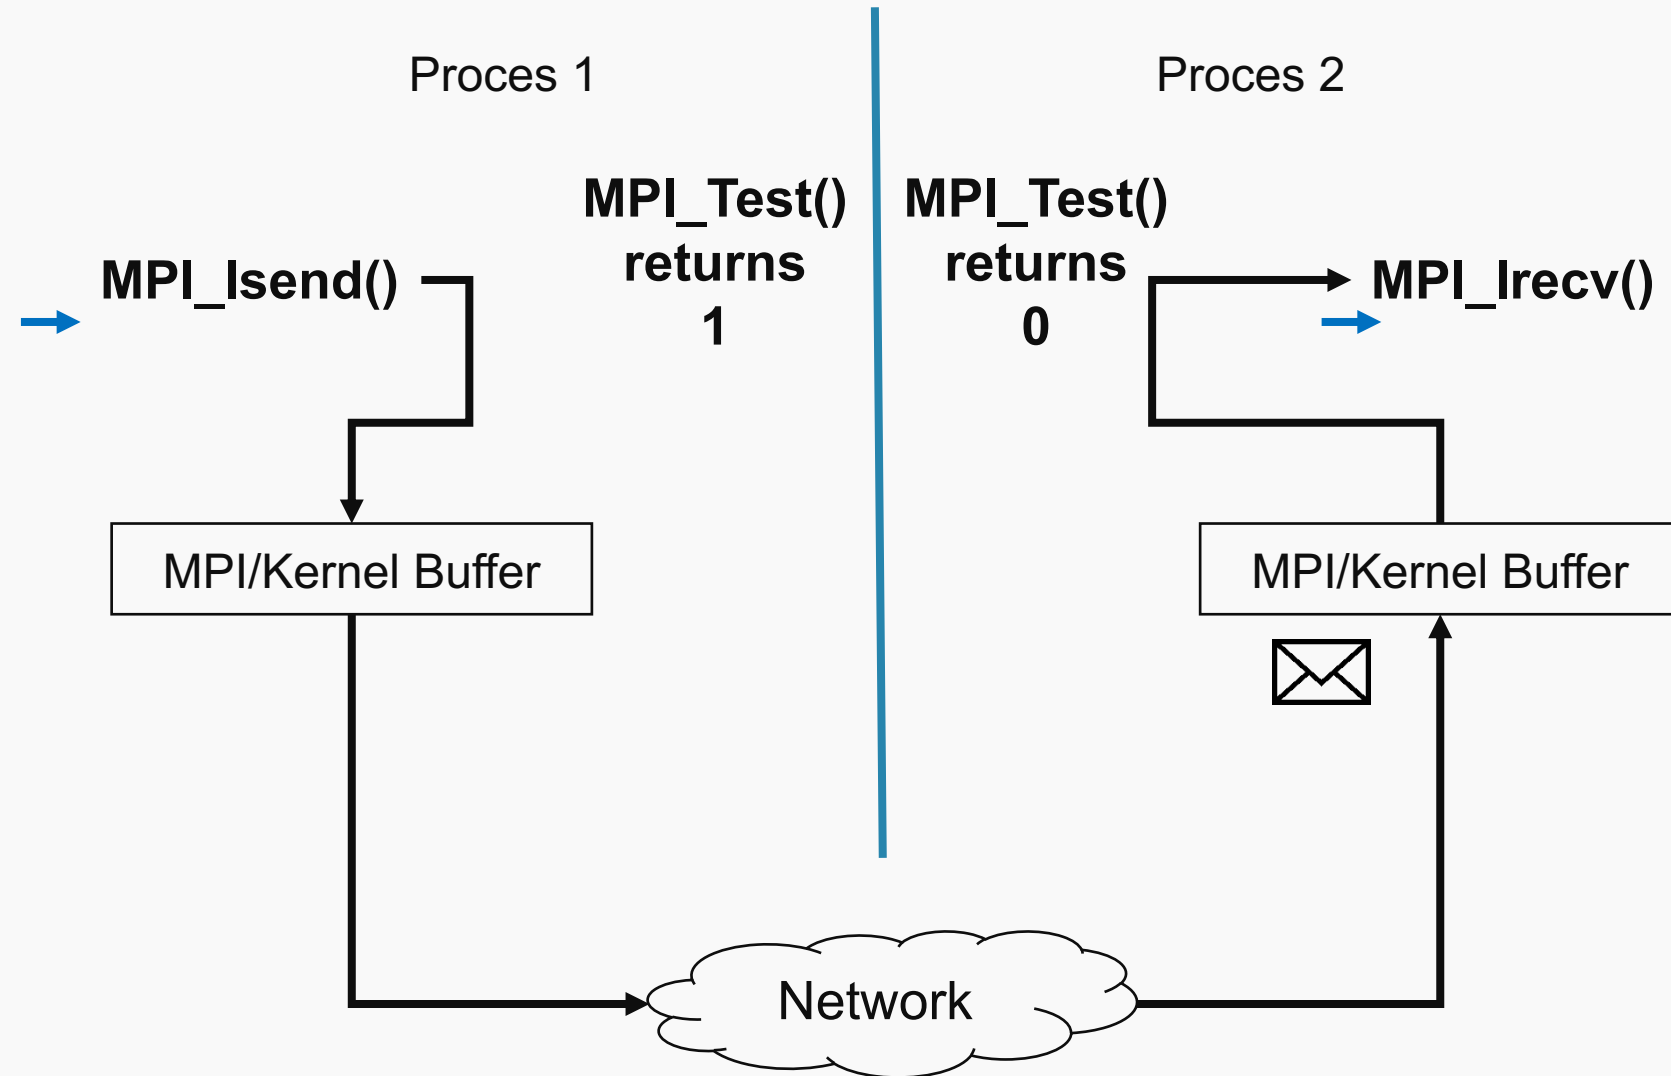 Proces 1
Proces 2
MPI_Test()
returns
1
MPI_Test()
returns
0
MPI_Isend()
MPI_Irecv()
MPI/Kernel Buffer
MPI/Kernel Buffer
Network